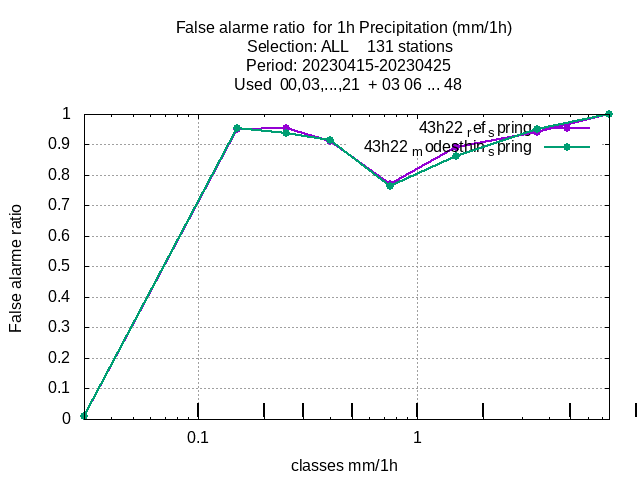 False alarme ratio  for 1h Precipitation (mm/1h)
Selection: ALL    131 stations
Period: 20230415-20230425
Used  00,03,...,21  + 03 06 ... 48
43h22 ref spring
43h22 modesthin spring
1
0.9
0.8
0.7
0.6
0.5
0.4
0.3
0.2
0.1
0
False alarme ratio
0.1
1
classes mm/1h